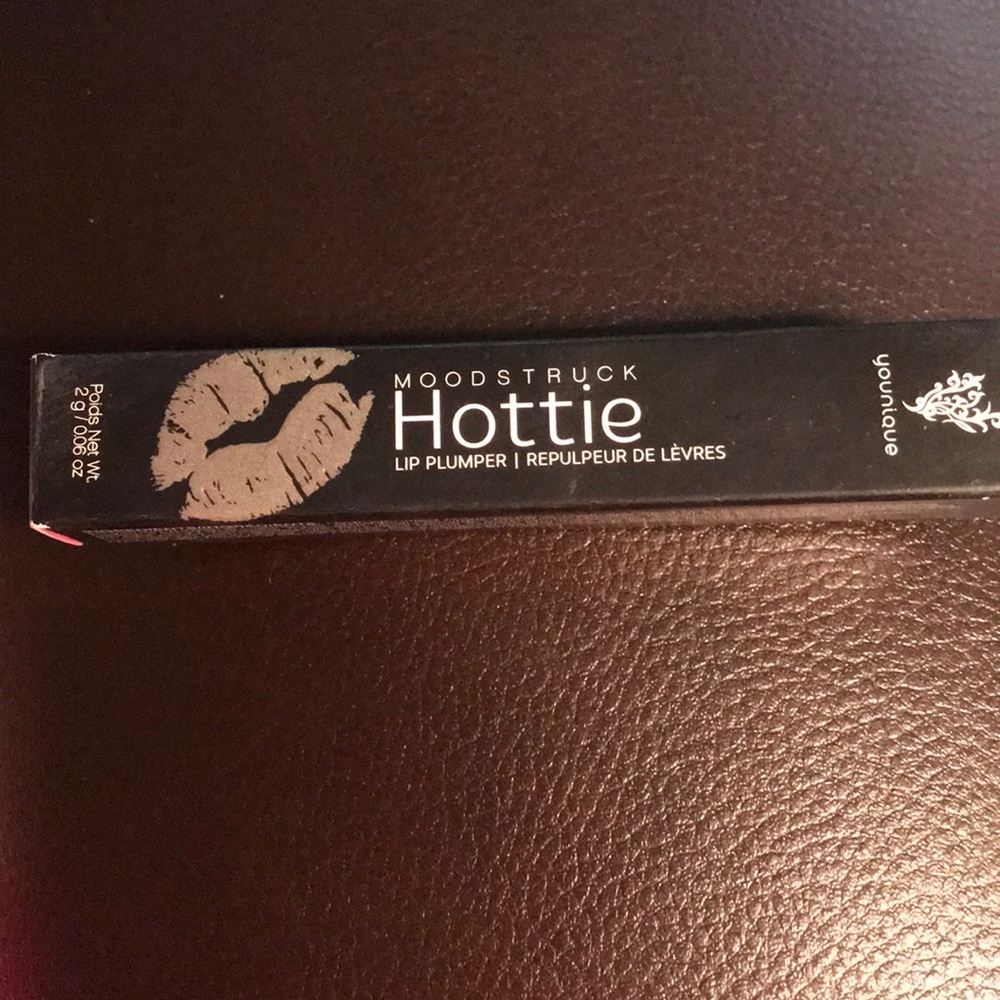 Poids Net Wt.
2 g / 0.06 oz
MOODSTRUCK
Hottie
LIP PLUMPER | REPULPEUR DE LÈVRES
younique